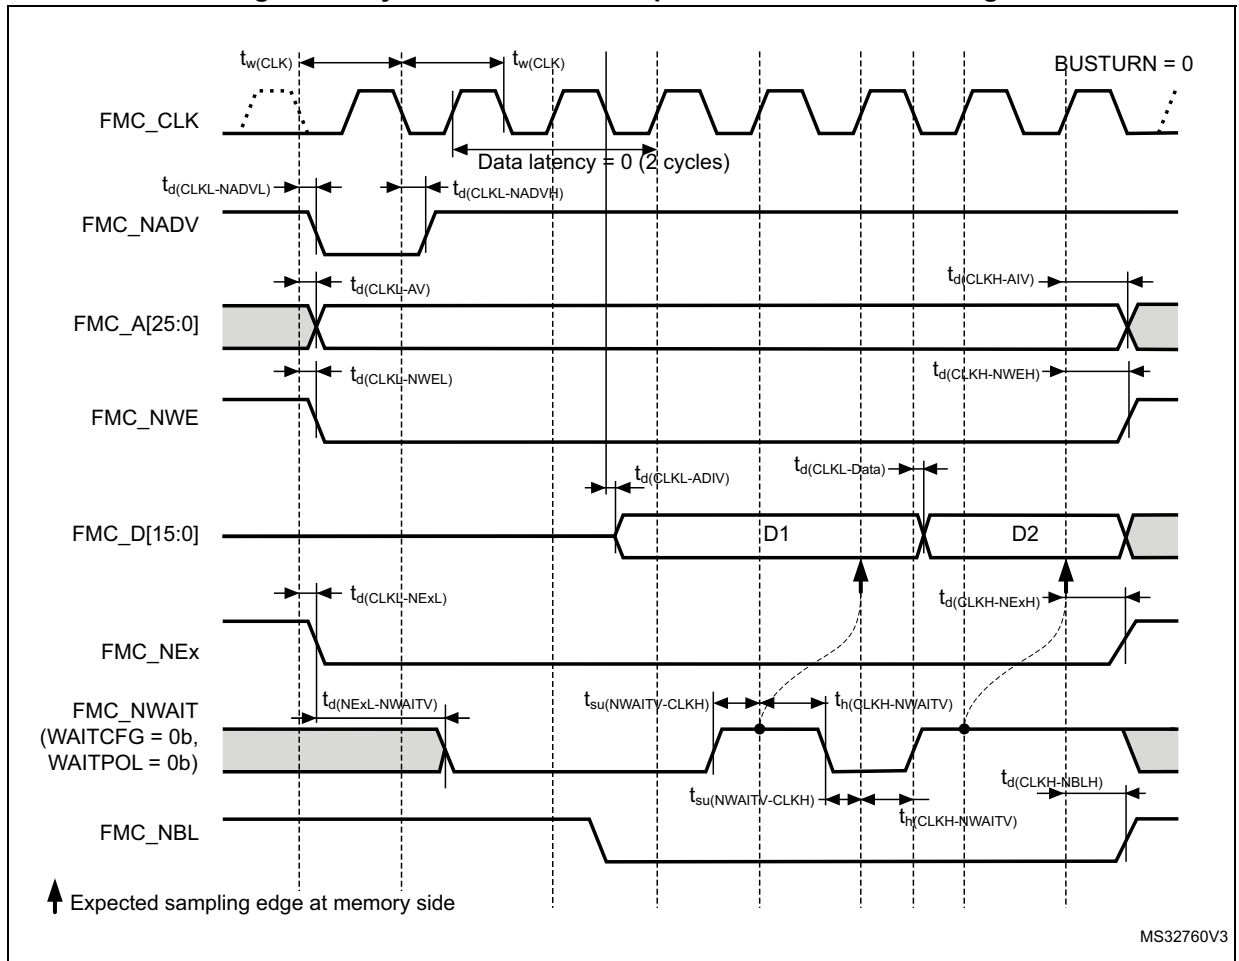 tw(CLK) tw(CLK) BUSTURN = 0
FMC_CLK
Data latency = 0 (2 cycles)
td(CLKL-NADVL) td(CLKL-NADVH)
FMC_NADV
td(CLKL-AV) td(CLKH-AIV)
FMC_A[25:0]
td(CLKL-NWEL) td(CLKH-NWEH)
FMC_NWE
td(CLKL-ADIV) td(CLKL-Data)
FMC_D[15:0] D1 D2
td(CLKL-NExL) td(CLKH-NExH)
FMC_NEx
td(NExL-NWAITV) tsu(NWAITV-CLKH) th(CLKH-NWAITV)
FMC_NWAIT
(WAITCFG = 0b,
WAITPOL = 0b)
tsu(NWAITV-CLKH) th(CLKH-NWAITV) td(CLKH-NBLH)
FMC_NBL
Expected sampling edge at memory side
MS32760V3